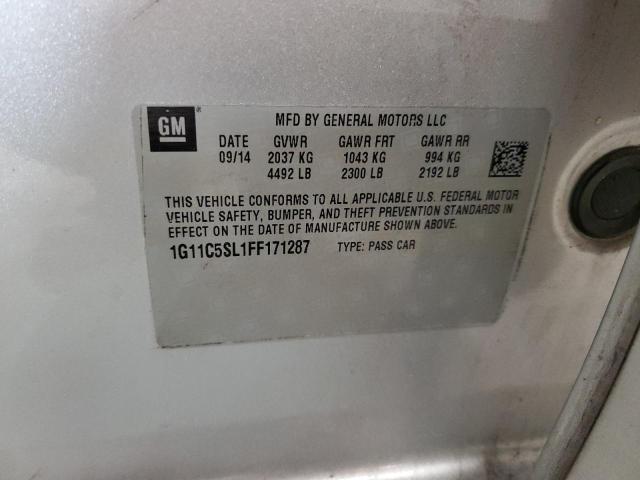 GM
MFD BY GENERAL MOTORS LLC
DATE GVWR GAWR FRT GAWR RR
09/14 2037 KG 1043 KG 994 KG
4492 LB 2300 LB 2192 LB
THIS VEHICLE CONFORMS TO ALL APPLICABLE U.S. FEDERAL MOTOR
VEHICLE SAFETY, BUMPER, AND THEFT PREVENTION STANDARDS IN
EFFECT ON THE DATE OF MANUFACTURE SHOWN ABOVE.
1G11C5SL1FF171287 TYPE: PASS CAR